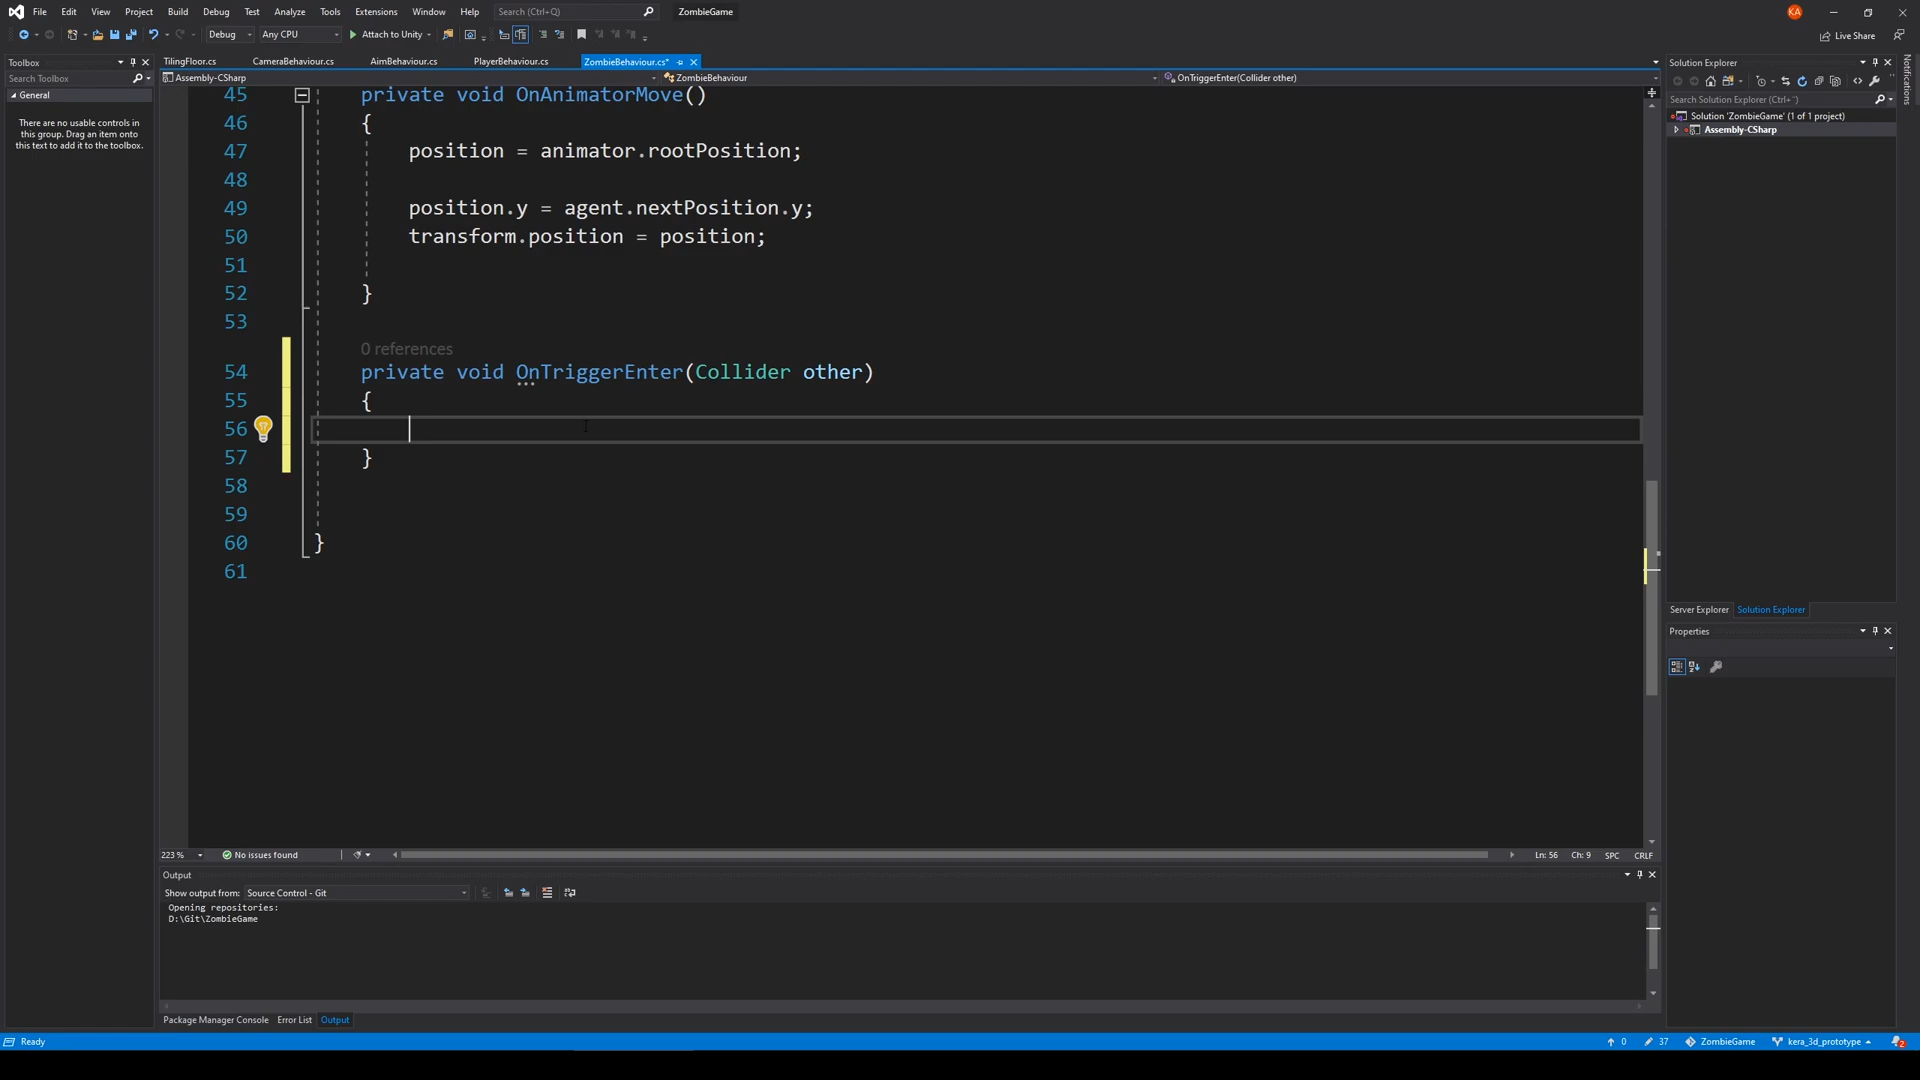 File Edit View Project Build Debug Test Analyze Tools Extensions Window Help Search (Ctrl+Q) ZombieGame KA
Debug Any CPU Attach to Unity Live Share
Toolbox
Search Toolbox
General
There are no usable controls in
this group. Drag an item onto
this text to add it to the toolbox.
TilingFloor.cs CameraBehaviour.cs AimBehaviour.cs PlayerBehaviour.cs ZombieBehaviour.cs*
Assembly-CSharp ZombieBehaviour OnTriggerEnter(Collider other)
45 private void OnAnimatorMove()
46 {
47 position = animator.rootPosition;
48
49 position.y = agent.nextPosition.y;
50 transform.position = position;
51
52 }
53
0 references
54 private void OnTriggerEnter(Collider other)
55 {
56
57 }
58
59
60 }
61
223 % No issues found Ln: 56 Ch: 9 SPC CRLF
Output
Show output from: Source Control - Git
Opening repositories:
D:\Git\ZombieGame
Package Manager Console Error List Output
Solution Explorer
Solution 'ZombieGame' (1 of 1 project)
Assembly-CSharp
Server Explorer Solution Explorer
Properties
Notifications
Ready 0 37 ZombieGame kera_3d_prototype 2